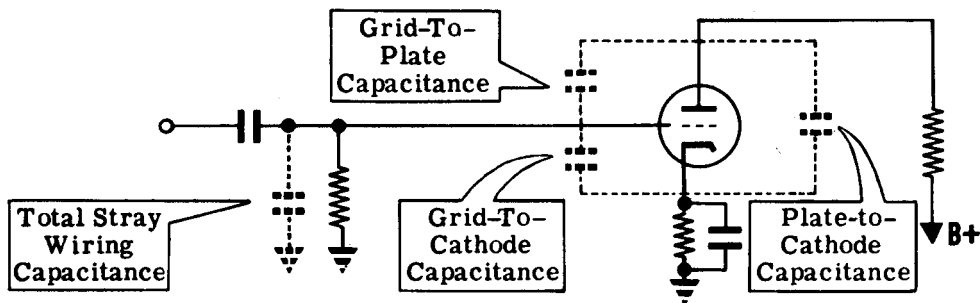 Grid-To-
Plate
Capacitance
Total Stray
Wiring
Capacitance
Grid-To-
Cathode
Capacitance
Plate-to-
Cathode
Capacitance
B+